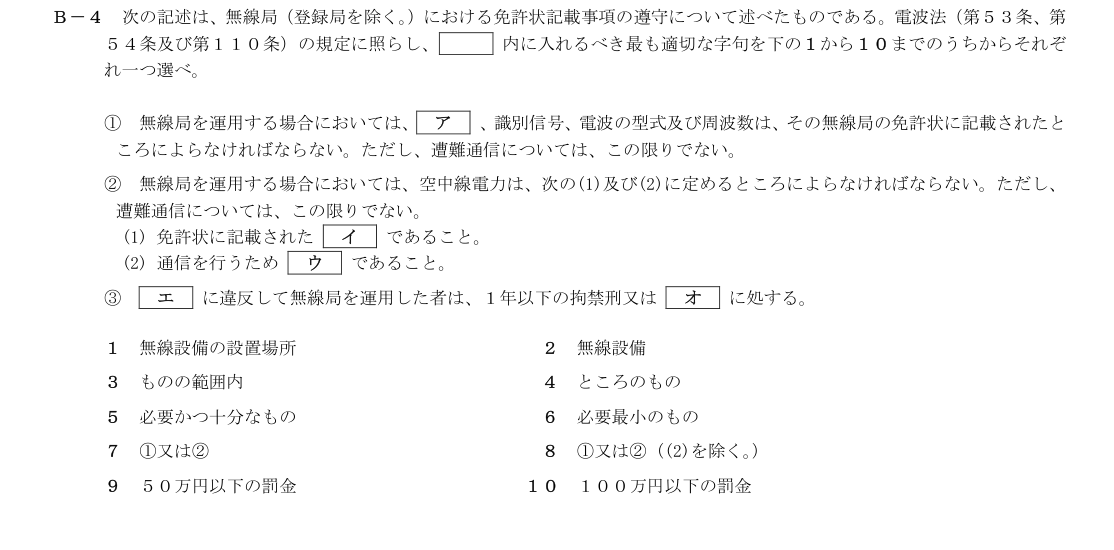 Ｂ－４　次の記述は、無線局（登録局を除く。）における免許状記載事項の遵守について述べたものである。電波法（第５３条、第
５４条及び第１１０条）の規定に照らし、　　　内に入れるべき最も適切な字句を下の１から１０までのうちからそれぞ
れ一つ選べ。
①　無線局を運用する場合においては、ア、識別信号、電波の型式及び周波数は、その無線局の免許状に記載されたと
ころによらなければならない。ただし、遭難通信については、この限りでない。
②　無線局を運用する場合においては、空中線電力は、次の(1)及び(2)に定めるところによらなければならない。ただし、
遭難通信については、この限りでない。
(1) 免許状に記載された イ であること。
(2) 通信を行うため ウ であること。
③　エ に違反して無線局を運用した者は、１年以下の拘禁刑又は オ に処する。
１　無線設備の設置場所　２　無線設備
３　ものの範囲内　４　ところのもの
５　必要かつ十分なもの　６　必要最小のもの
７　①又は②　８　①又は②（(2)を除く。）
９　５０万円以下の罰金　１０　１００万円以下の罰金